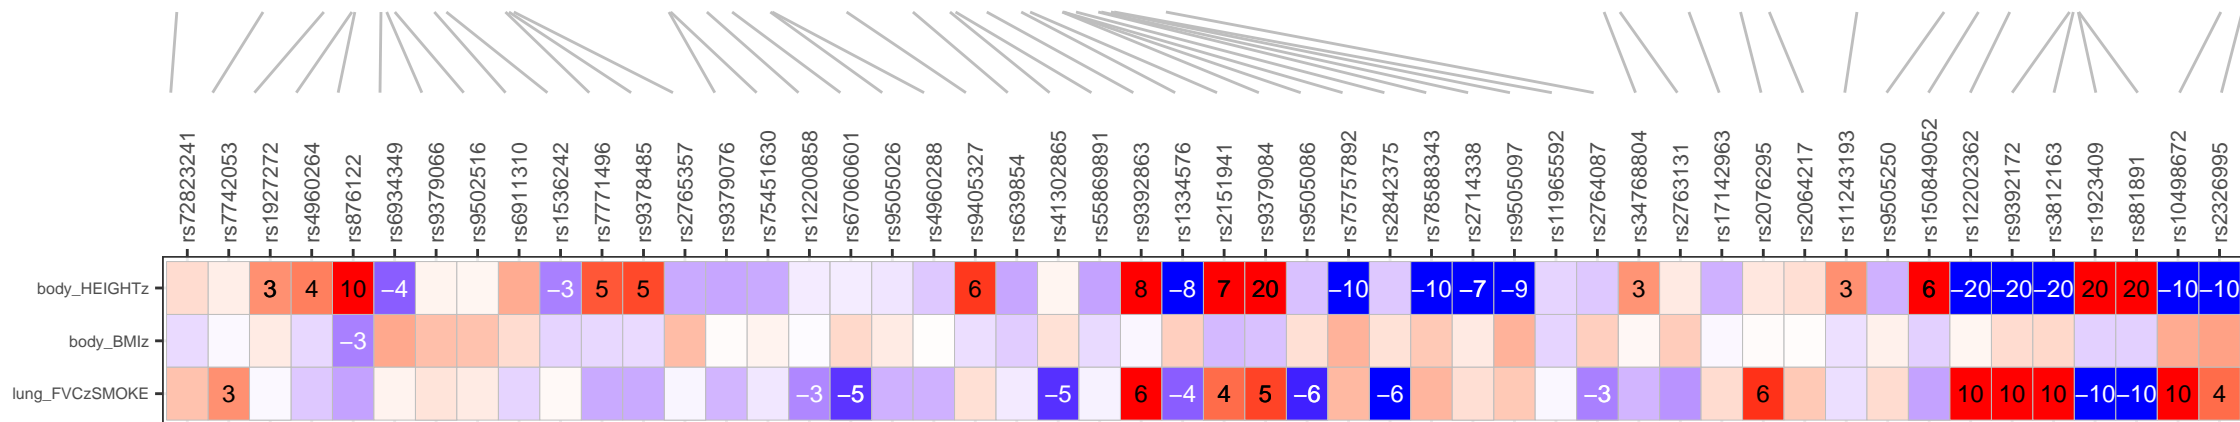 rs72823241 rs7742053 rs1927272 rs4960264 rs876122 rs6934349 rs9379066 rs9502516 rs6911310 rs1536242 rs7771496 rs9378485 rs2765357 rs9379076 rs75451630 rs12200858 rs67060601 rs9505026 rs4960288 rs9405327 rs639854 rs41302865 rs55869891 rs9392863 rs13345576 rs2151941 rs9379084 rs9505086 rs75757892 rs2842375 rs78588343 rs2714338 rs9505097 rs11965592 rs2764087 rs34768804 rs2763131 rs17142963 rs2076295 rs2064217 rs11243193 rs9505250 rs150849052 rs12202362 rs9392172 rs3812163 rs1923409 rs881891 rs10498672 rs2326995
body_HEIGHTz 3 4 10 −4 −3 5 5 6 8 −8 7 20 −10 −10 −7 −9 3 3 6 −20 −20 −20 20 20 −10 −10
body_BMIz −3
lung_FVCzSMOKE 3 −3 −5 −5 6 −4 4 5 −6 −6 −3 6 10 10 10 −10 −10 10 4